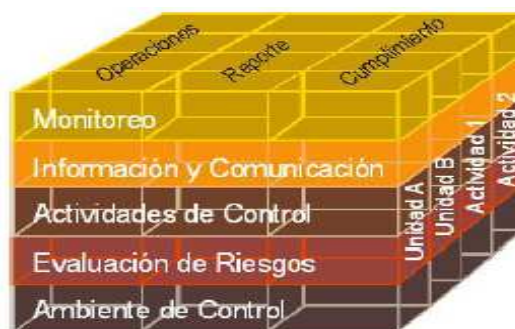 Operaciones
Reporte
Cumplimiento
Monitoreo
Información y Comunicación
Actividades de Control
Evaluación de Riesgos
Ambiente de Control
Unidad A
Unidad B
Actividad 1
Actividad 2